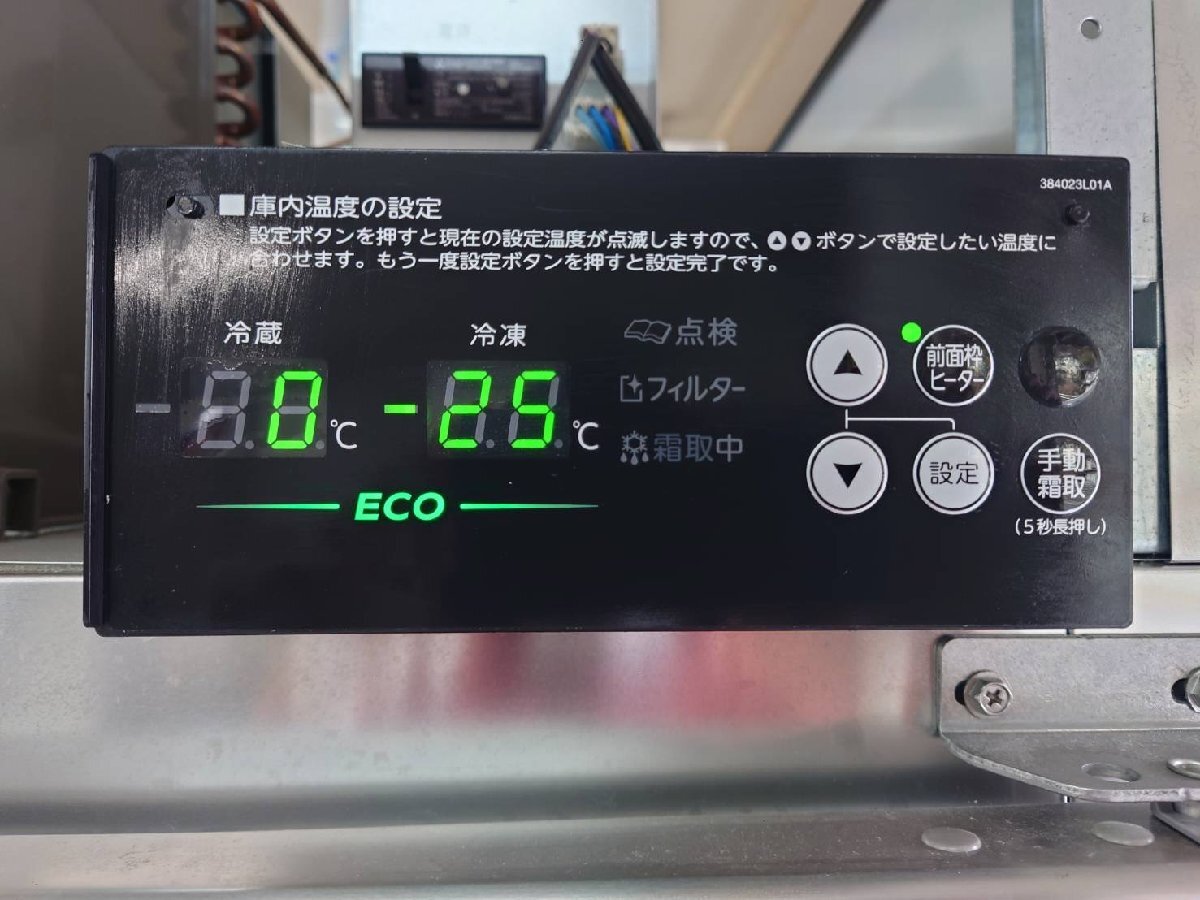 384023L01A
■庫内温度の設定
設定ボタンを押すと現在の設定温度が点滅しますので、▲▼ボタンで設定したい温度に
合わせます。もう一度設定ボタンを押すと設定完了です。
冷蔵
冷凍
0℃
-25℃
ECO
点検
フィルター
霜取中
▲
前面枠
ヒーター
▼
設定
手動
霜取
(5秒長押し)